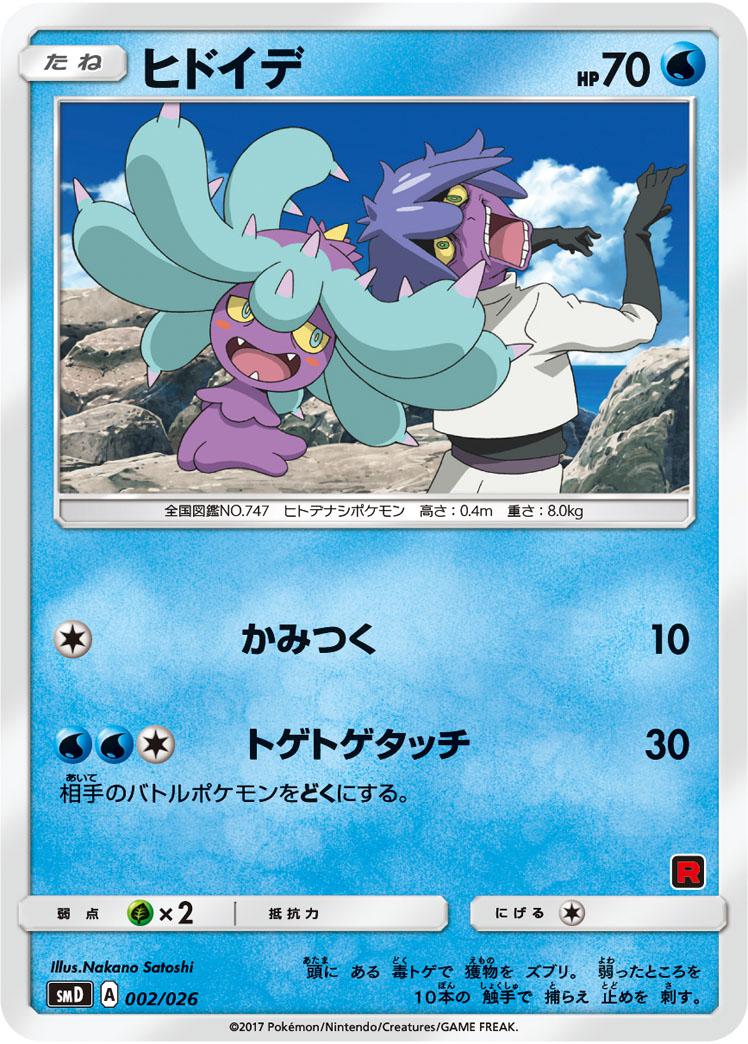 たね ヒドイデ HP70
全国図鑑NO.747 ヒトデナシポケモン 高さ：0.4m 重さ：8.0kg
かみつく 10
トゲトゲタッチ 30
あいて
相手のバトルポケモンをどくにする。
R
弱点 ×2 抵抗力 にげる
Illus.Nakano Satoshi
あたま どく えもの よわ
頭に ある 毒トゲで 獲物を ズブリ。 弱ったところを
ぽん しょくしゅ と とど さ
10本の 触手で 捕らえ 止めを 刺す。
SMD A 002/026
©2017 Pokémon/Nintendo/Creatures/GAME FREAK.